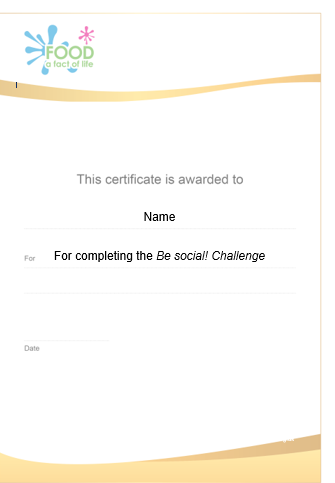 FOOD
a fact of life
This certificate is awarded to
Name
For For completing the Be social! Challenge
Date